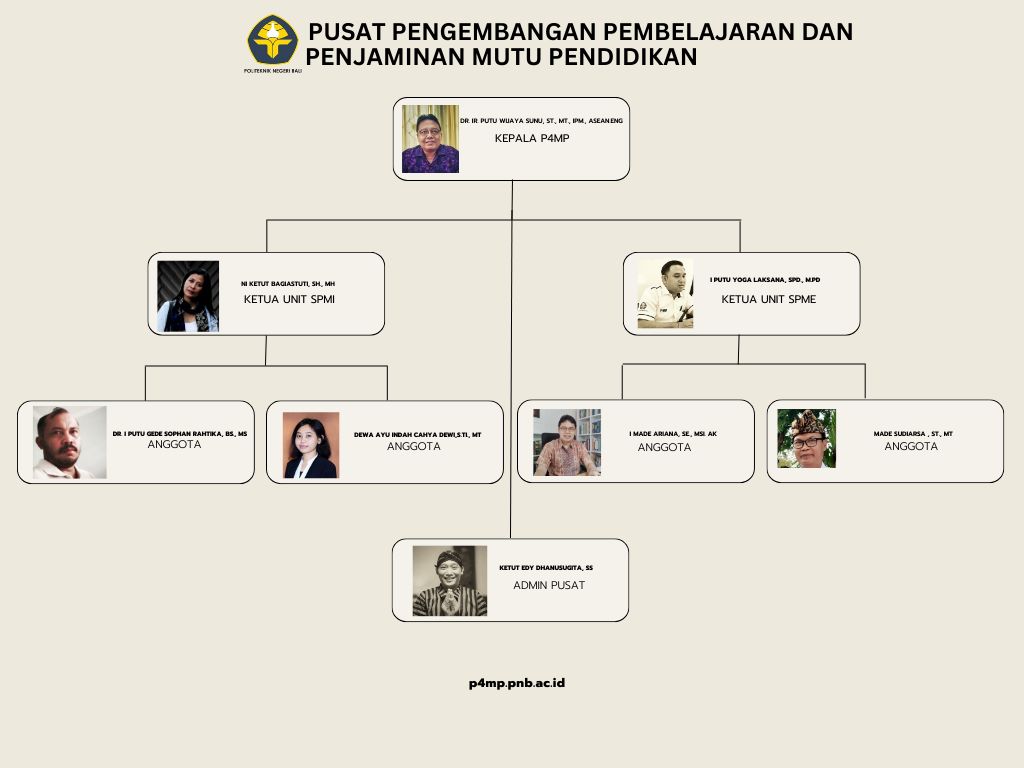 PUSAT PENGEMBANGAN PEMBELAJARAN DAN
PENJAMINAN MUTU PENDIDIKAN
POLITEKNIK NEGERI BALI
DR. IR. PUTU WIJAYA SUNU, ST., MT., IPM., ASEAN.ENG
KEPALA P4MP
NI KETUT BAGIASTUTI, SH., MH
KETUA UNIT SPMI
I PUTU YOGA LAKSANA, SPD., M.PD
KETUA UNIT SPME
DR. I PUTU GEDE SOPHAN RAHTIKA, BS., MS
ANGGOTA
DEWA AYU INDAH CAHYA DEWI,S.TI., MT
ANGGOTA
I MADE ARIANA, SE., MSI. AK
ANGGOTA
MADE SUDIARSA , ST., MT
ANGGOTA
KETUT EDY DHANUSUGITA, SS
ADMIN PUSAT
p4mp.pnb.ac.id